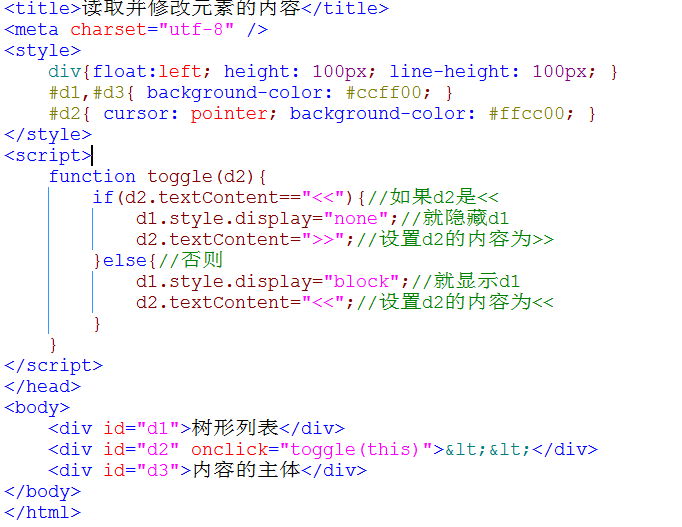 <title>读取并修改元素的内容</title>
<meta charset="utf-8" />
<style>
    div{float:left; height: 100px; line-height: 100px; }
    #d1,#d3{ background-color: #ccff00; }
    #d2{ cursor: pointer; background-color: #ffcc00; }
</style>
<script>
    function toggle(d2){
        if(d2.textContent=="<<"){//如果d2是<<
            d1.style.display="none";//就隐藏d1
            d2.textContent=">>";//设置d2的内容为>>
        }else{//否则
            d1.style.display="block";//就显示d1
            d2.textContent="<<";//设置d2的内容为<<
        }
    }
</script>
</head>
<body>
    <div id="d1">树形列表</div>
    <div id="d2" onclick="toggle(this)">&lt;&lt;</div>
    <div id="d3">内容的主体</div>
</body>
</html>